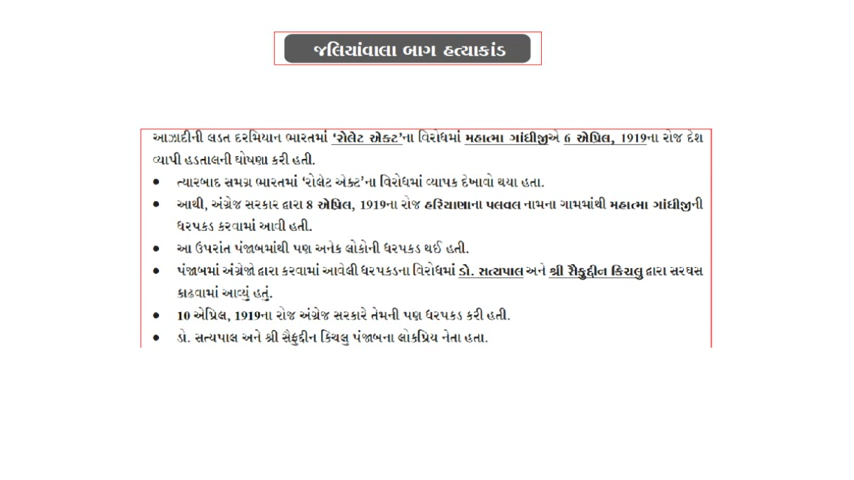 જલિયાંવાલા બાગ હત્યાકાંડ
આઝાદીની લડત દરમિયાન ભારતમાં ‘રોલેટ એક્ટ’ના વિરોધમાં મહાત્મા ગાંધીજીએ 6 એપ્રિલ, 1919ના રોજ દેશ
વ્યાપી હડતાલની ઘોષણા કરી હતી.
• ત્યારબાદ સમગ્ર ભારતમાં ‘રોલેટ એક્ટ’ના વિરોધમાં વ્યાપક દેખાવો થયા હતા.
• આથી, અંગ્રેજ સરકાર દ્વારા 8 એપ્રિલ, 1919ના રોજ હરિયાણાના પલવલ નામના ગામમાંથી મહાત્મા ગાંધીજીની
ધરપકડ કરવામાં આવી હતી.
• આ ઉપરાંત પંજાબમાંથી પણ અનેક લોકોની ધરપકડ થઈ હતી.
• પંજાબમાં અંગ્રેજો દ્વારા કરવામાં આવેલી ધરપકડના વિરોધમાં ડો. સત્યપાલ અને શ્રી સૈફુદ્દીન કિચલુ દ્વારા સરઘસ
કાઢવામાં આવ્યું હતું.
• 10 એપ્રિલ, 1919ના રોજ અંગ્રેજ સરકારે તેમની પણ ધરપકડ કરી હતી.
• ડો. સત્યપાલ અને શ્રી સૈફુદ્દીન કિચલુ પંજાબના લોકપ્રિય નેતા હતા.